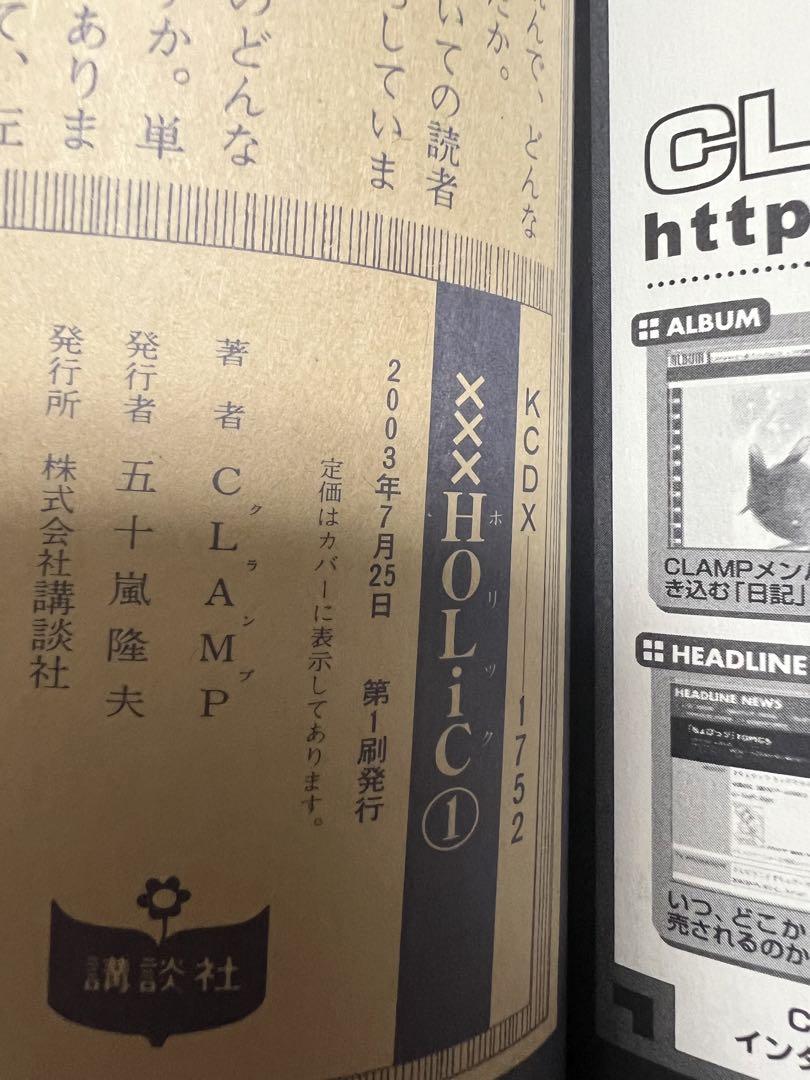 んで、どんな
か。
いての読者
していま
のどんな
ありま
か。単
て、
KCDX 1752
×××HOLiC①
ホリック
2003年7月25日 第1刷発行
定価はカバーに表示してあります。
著者 CLAMP
クランプ
発行者 五十嵐隆夫
発行所 株式会社講談社
講談社
CL
http
ALBUM
ALBUM
CLAMPメンバ
き込む「日記」
HEADLINE
HEADLINE NEWS
いつ、どこか
売されるのか
C
インタ